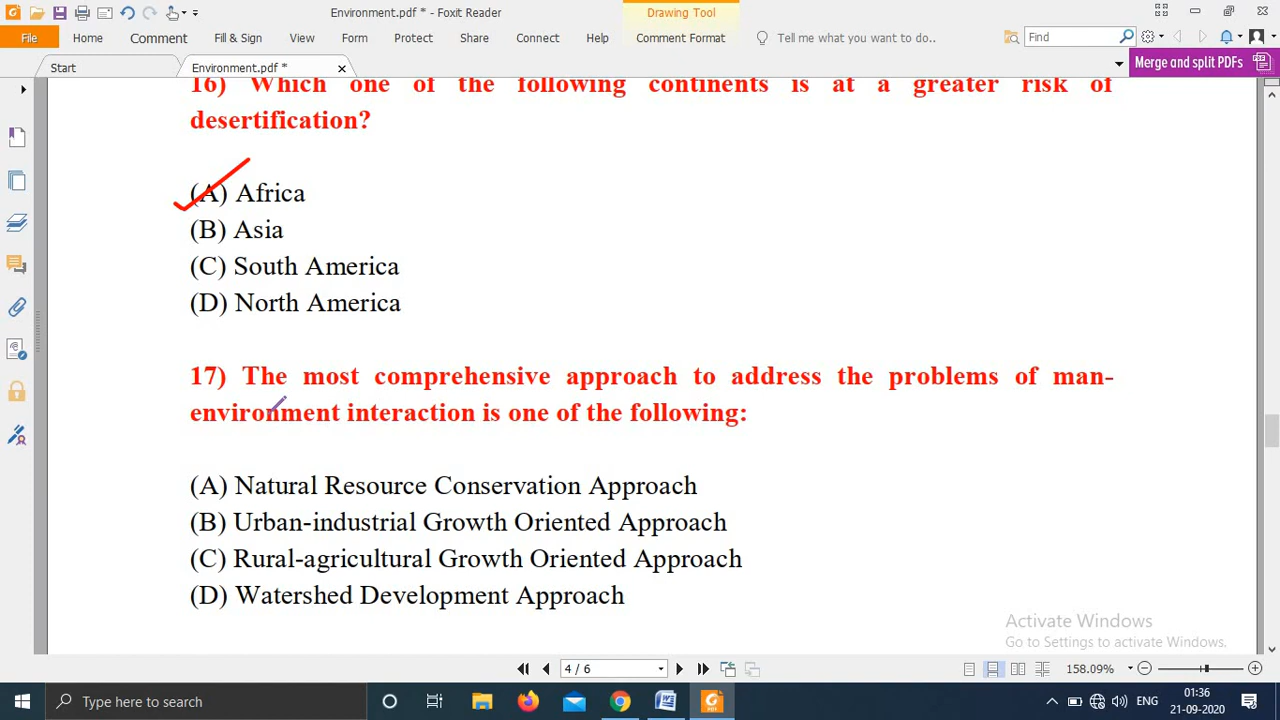 Environment.pdf * - Foxit Reader
Drawing Tool
File Home Comment Fill & Sign View Form Protect Share Connect Help Comment Format Tell me what you want to do.. Find
Start Environment.pdf * Merge and split PDFs
16) Which one of the following continents is at a greater risk of
desertification?
(A) Africa
(B) Asia
(C) South America
(D) North America
17) The most comprehensive approach to address the problems of man-
environment interaction is one of the following:
(A) Natural Resource Conservation Approach
(B) Urban-industrial Growth Oriented Approach
(C) Rural-agricultural Growth Oriented Approach
(D) Watershed Development Approach
Activate Windows
Go to Settings to activate Windows.
4 / 6 158.09%
Type here to search ENG 01:36
21-09-2020